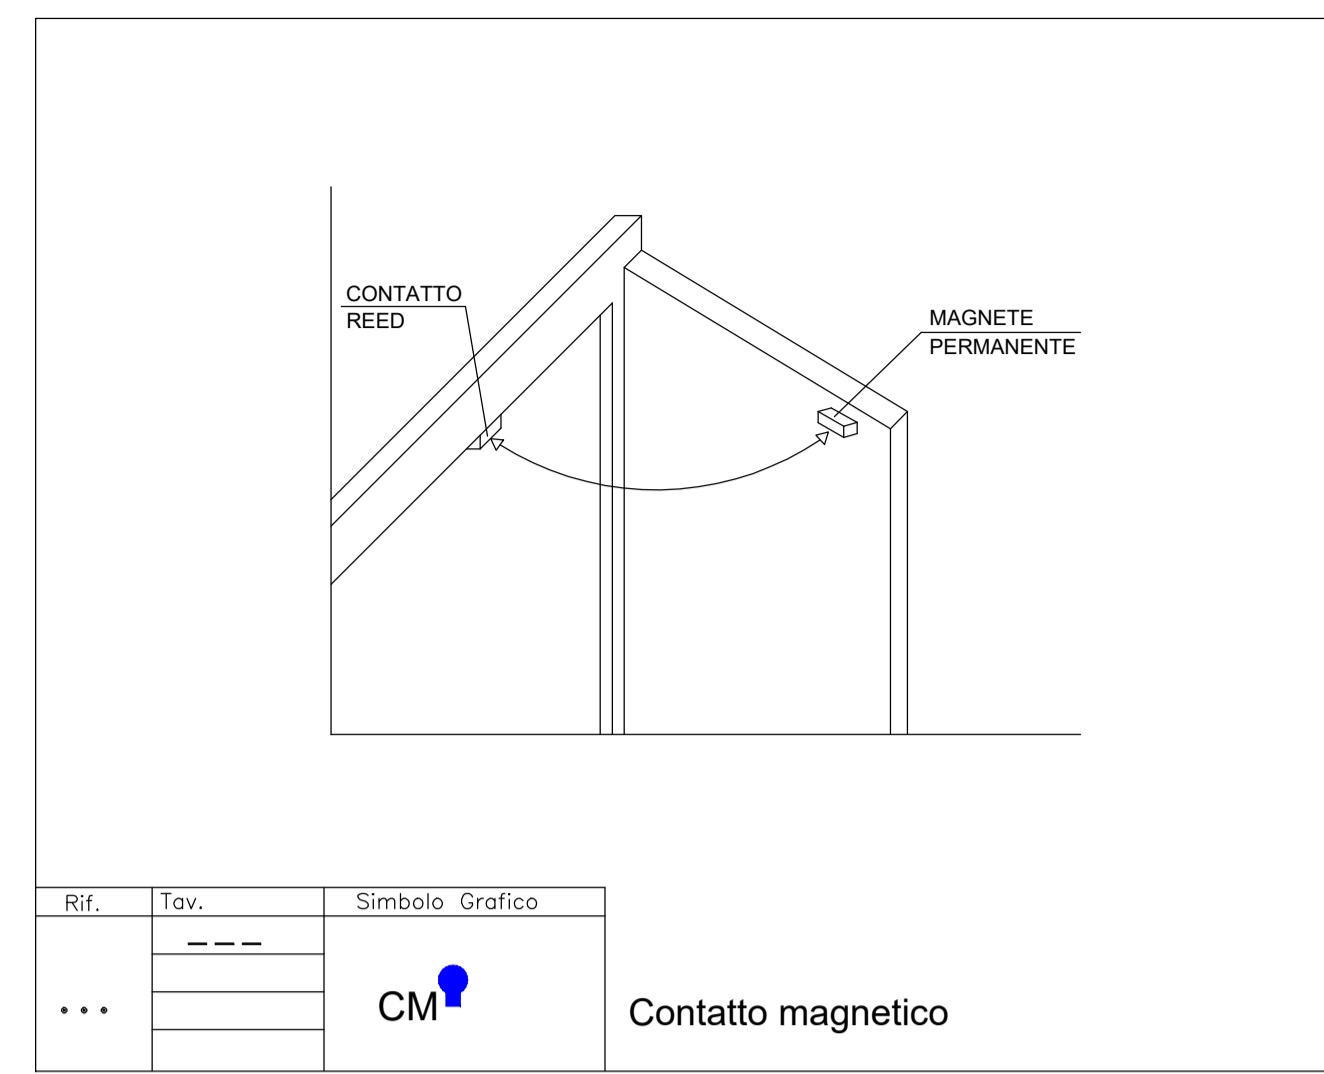 CONTATTO
REED
MAGNETE
PERMANENTE
Rif.
Tav.
Simbolo Grafico
– – –
• • •
CM
Contatto magnetico